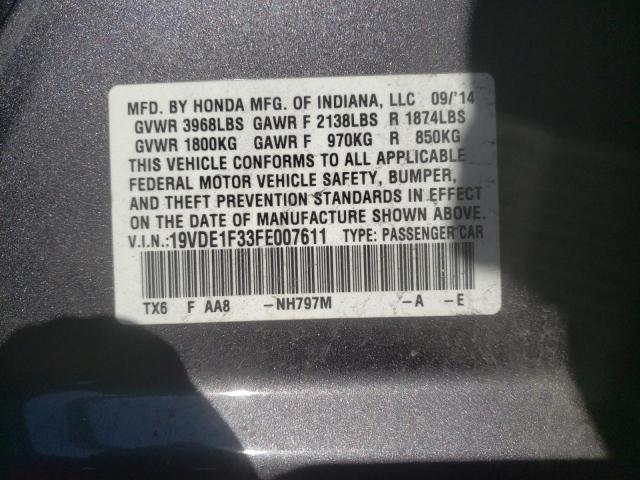 MFD. BY HONDA MFG. OF INDIANA, LLC 09/'14
GVWR 3968LBS GAWR F 2138LBS R 1874LBS
GVWR 1800KG GAWR F 970KG R 850KG
THIS VEHICLE CONFORMS TO ALL APPLICABLE
FEDERAL MOTOR VEHICLE SAFETY, BUMPER,
AND THEFT PREVENTION STANDARDS IN EFFECT
ON THE DATE OF MANUFACTURE SHOWN ABOVE.
V.I.N.:19VDE1F33FE007611 TYPE: PASSENGER CAR
TX6 F AA8 -NH797M -A -E